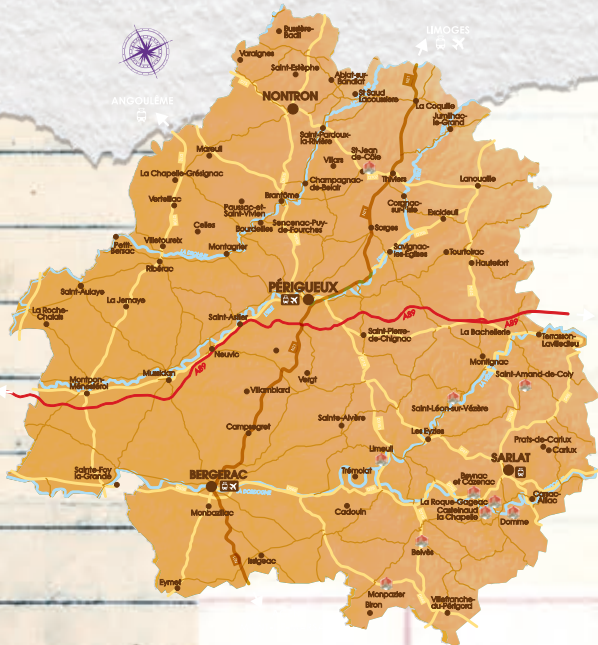 Bussière-
Badil
LIMOGES
Varaignes
Saint-Estèphe
Abjat-sur-
Bandiat
St Saud
Lacoussière
ANGOULÊME
NONTRON
La Coquille
Jumilhac-
le-Grand
Saint-Pardoux-
la-Rivière
Mareuil
St-Jean
de-Côle
Villars
La Chapelle-Grésignac
Champagnac-
de-Belair
Thiviers
Lanouaille
Verteillac
Paussac-et-
Saint-Vivien
Brantôme
Corgnac-
sur-l'Isle
Excideuil
Celles
Bourdeilles
Sencenac-Puy-
de-Fourches
Sorges
Petit-
Bersac
Villetoureix
Montagrier
Savignac-
les-Eglises
Tourtoirac
Ribérac
Hautefort
Saint-Aulaye
PÉRIGUEUX
La Jemaye
La Roche-
Chalais
Saint-Astier
A89
Saint-Pierre-
de-Chignac
La Bachellerie
Terrasson-
Lavilledieu
Neuvic
Montignac
A89
Mussidan
Vergt
Saint-Amand-de-Coly
Montpon-
Ménestérol
Villamblard
Saint-Léon-sur-Vézère
Sainte-Alvère
Campsegret
Les Eyzies
Prats-de-Carlux
Carlux
Limeuil
SARLAT
Sainte-Foy
la-Grande
BERGERAC
Trémolat
Beynac
et Cazenac
La Roque-Gageac
Carsac-
Aillac
Castelnaud
la Chapelle
Domme
Monbazillac
Cadouin
Belvès
Issigeac
Eymet
Monpazier
Biron
Villefranche-
du-Périgord